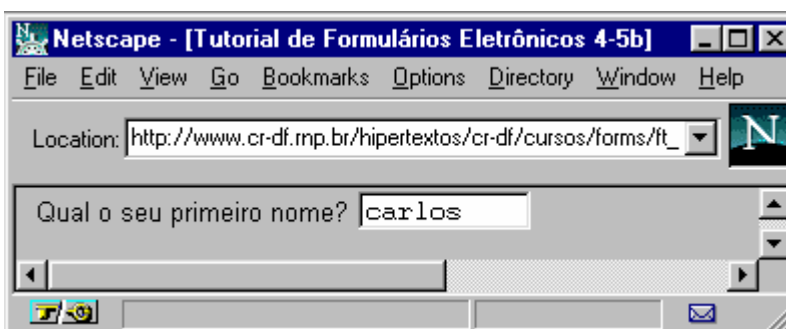 Netscape - [Tutorial de Formulários Eletrônicos 4-5b]
File Edit View Go Bookmarks Options Directory Window Help
Location: http://www.cr-df.rnp.br/hipertextos/cr-df/cursos/forms/ft_
N
Qual o seu primeiro nome? carlos